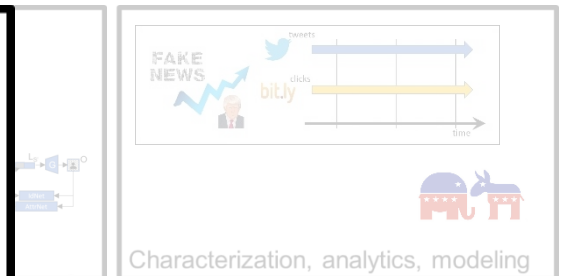 tweets
FAKE
NEWS
clicks
bit.ly
time
Characterization, analytics, modeling